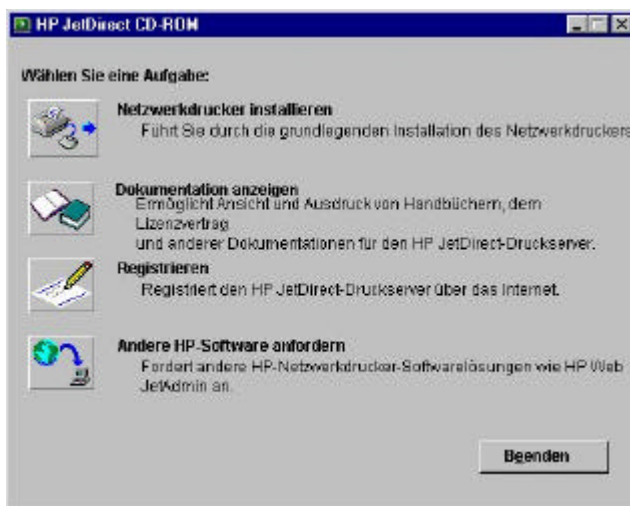 HP JetDirect CD-ROM
Wählen Sie eine Aufgabe:
Netzwerkdrucker installieren
Führt Sie durch die grundlegenden Installation des Netzwerkdruckers
Dokumentation anzeigen
Ermöglicht Ansicht und Ausdruck von Handbüchern, dem
Lizenzvertrag
und anderer Dokumentationen für den HP JetDirect-Druckserver.
Registrieren
Registriert den HP JetDirect-Druckserver über das Internet.
Andere HP-Software anfordern
Fordert andere HP-Netzwerkdrucker-Softwarelösungen wie HP Web
JetAdmin an.
Beenden